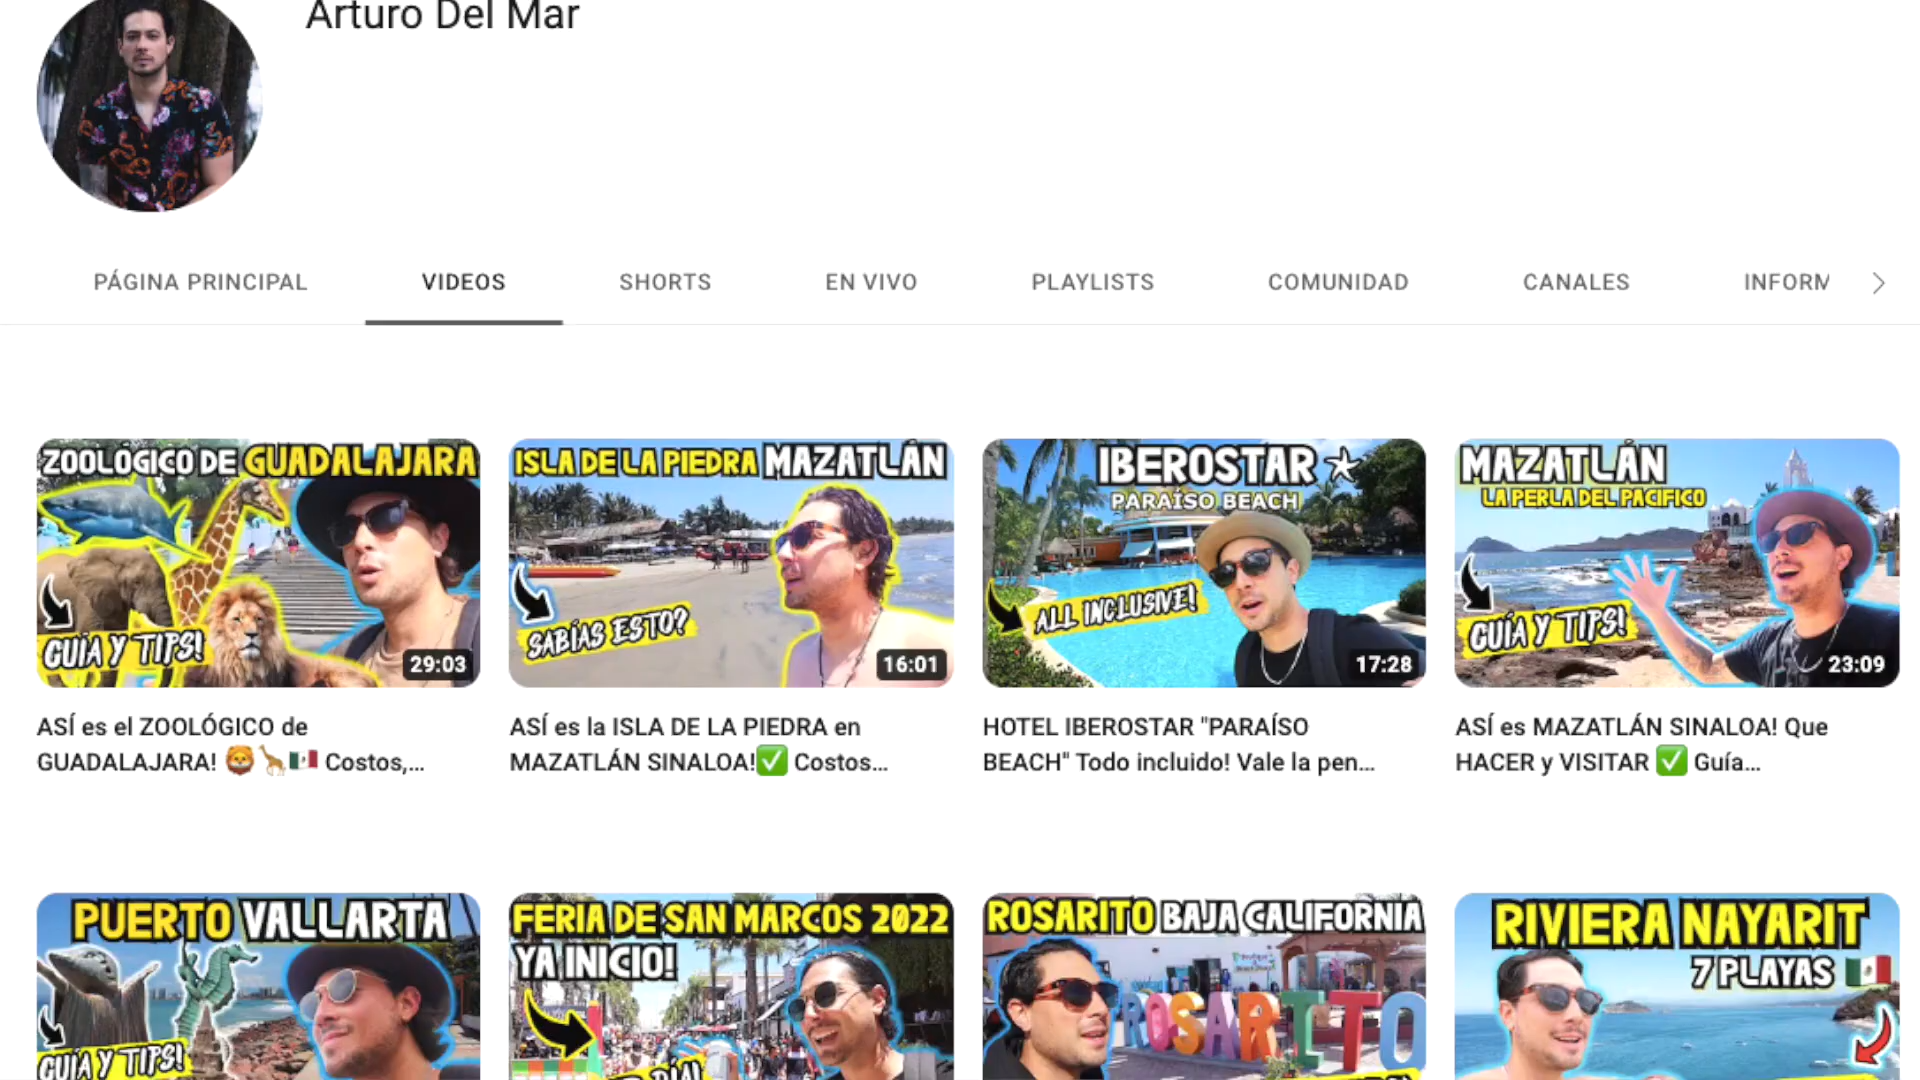 Arturo Del Mar
PÁGINA PRINCIPAL
VIDEOS
SHORTS
EN VIVO
PLAYLISTS
COMUNIDAD
CANALES
INFORM
ZOOLÓGICO DE GUADALAJARA
GUÍA Y TIPS!
29:03
ASÍ es el ZOOLÓGICO de
GUADALAJARA! 🦁🦒🇲🇽 Costos,...
ISLA DE LA PIEDRA MAZATLÁN
SABÍAS ESTO?
16:01
ASÍ es la ISLA DE LA PIEDRA en
MAZATLÁN SINALOA!✅ Costos...
IBEROSTAR
PARAÍSO BEACH
ALL INCLUSIVE!
17:28
HOTEL IBEROSTAR "PARAÍSO
BEACH" Todo incluido! Vale la pen...
MAZATLÁN
LA PERLA DEL PACIFICO
GUÍA Y TIPS!
23:09
ASÍ es MAZATLÁN SINALOA! Que
HACER y VISITAR ✅ Guía...
PUERTO VALLARTA
GUÍA Y TIPS!
FERIA DE SAN MARCOS 2022
YA INICIO!
DÍA!
ROSARITO BAJA CALIFORNIA
ROSARITO
RIVIERA NAYARIT
7 PLAYAS